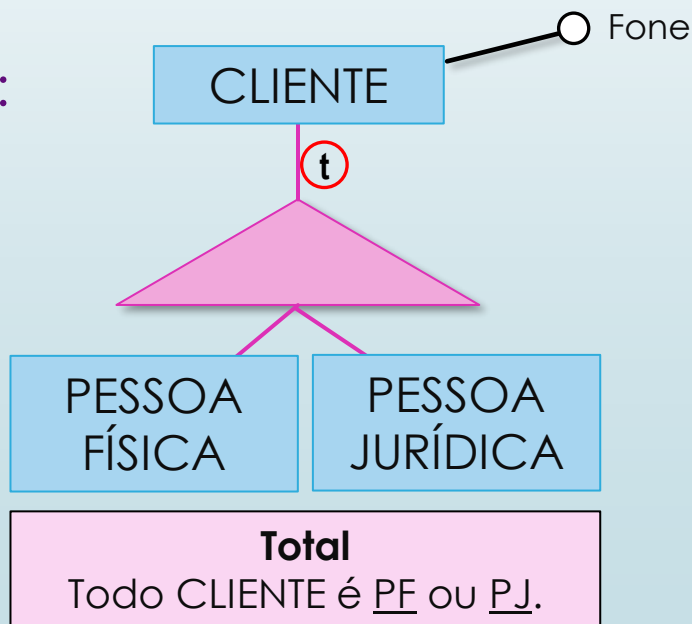 Fone
:
CLIENTE
t
PESSOA
FÍSICA
PESSOA
JURÍDICA
Total
Todo CLIENTE é PF ou PJ.